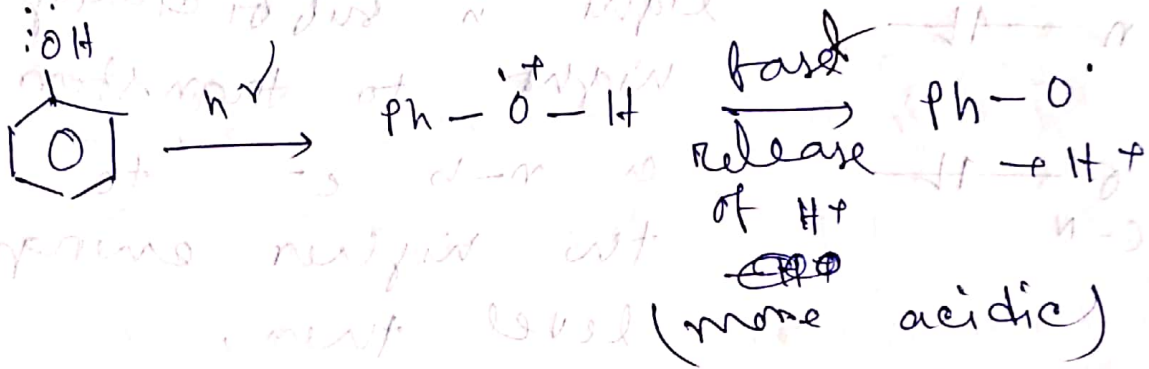 :ÖH
hν Ph – O•+ – H fast Ph – O•
release + H+
of H+
(more acidic)